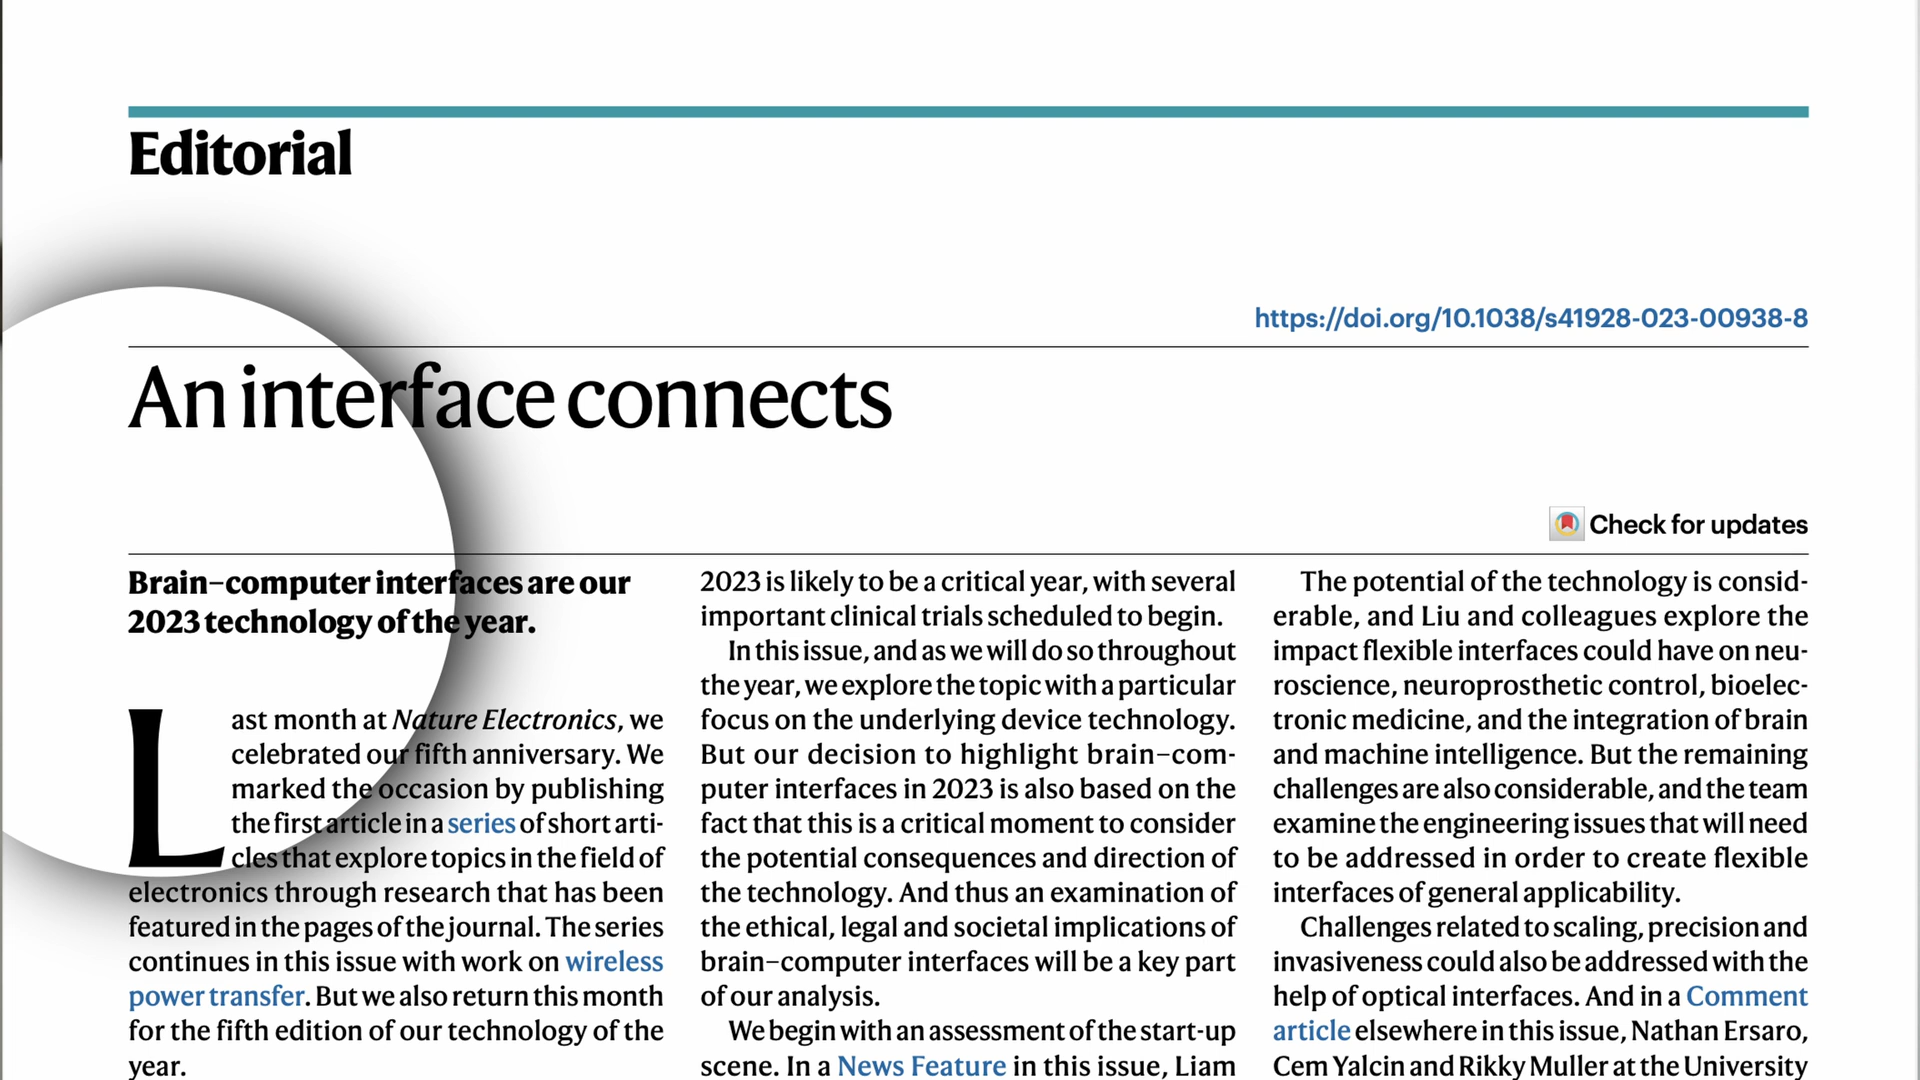 Editorial
https://doi.org/10.1038/s41928-023-00938-8
An interface connects
Check for updates
Brain–computer interfaces are our
2023 technology of the year.
Last month at Nature Electronics, we
celebrated our fifth anniversary. We
marked the occasion by publishing
the first article in a series of short arti-
cles that explore topics in the field of
electronics through research that has been
featured in the pages of the journal. The series
continues in this issue with work on wireless
power transfer. But we also return this month
for the fifth edition of our technology of the
year.
2023 is likely to be a critical year, with several
important clinical trials scheduled to begin.
In this issue, and as we will do so throughout
the year, we explore the topic with a particular
focus on the underlying device technology.
But our decision to highlight brain–com-
puter interfaces in 2023 is also based on the
fact that this is a critical moment to consider
the potential consequences and direction of
the technology. And thus an examination of
the ethical, legal and societal implications of
brain–computer interfaces will be a key part
of our analysis.
We begin with an assessment of the start-up
scene. In a News Feature in this issue, Liam
The potential of the technology is consid-
erable, and Liu and colleagues explore the
impact flexible interfaces could have on neu-
roscience, neuroprosthetic control, bioelec-
tronic medicine, and the integration of brain
and machine intelligence. But the remaining
challenges are also considerable, and the team
examine the engineering issues that will need
to be addressed in order to create flexible
interfaces of general applicability.
Challenges related to scaling, precision and
invasiveness could also be addressed with the
help of optical interfaces. And in a Comment
article elsewhere in this issue, Nathan Ersaro,
Cem Yalcin and Rikky Muller at the University